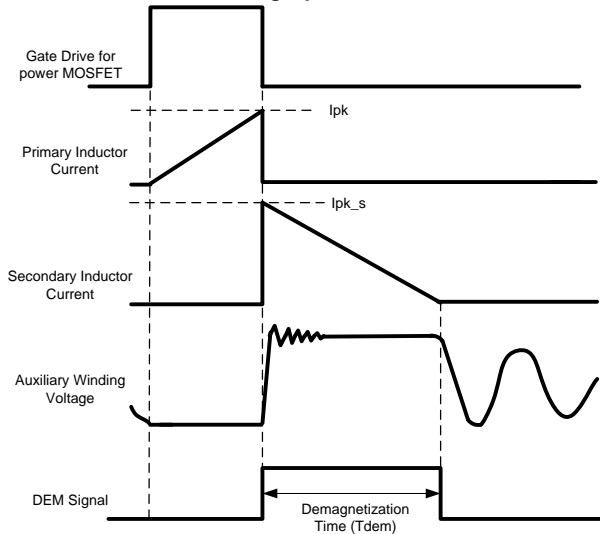 Gate Drive for
power MOSFET
Ipk
Primary Inductor
Current
Ipk_s
Secondary Inductor
Current
Auxiliary Winding
Voltage
DEM Signal
Demagnetization
Time (Tdem)